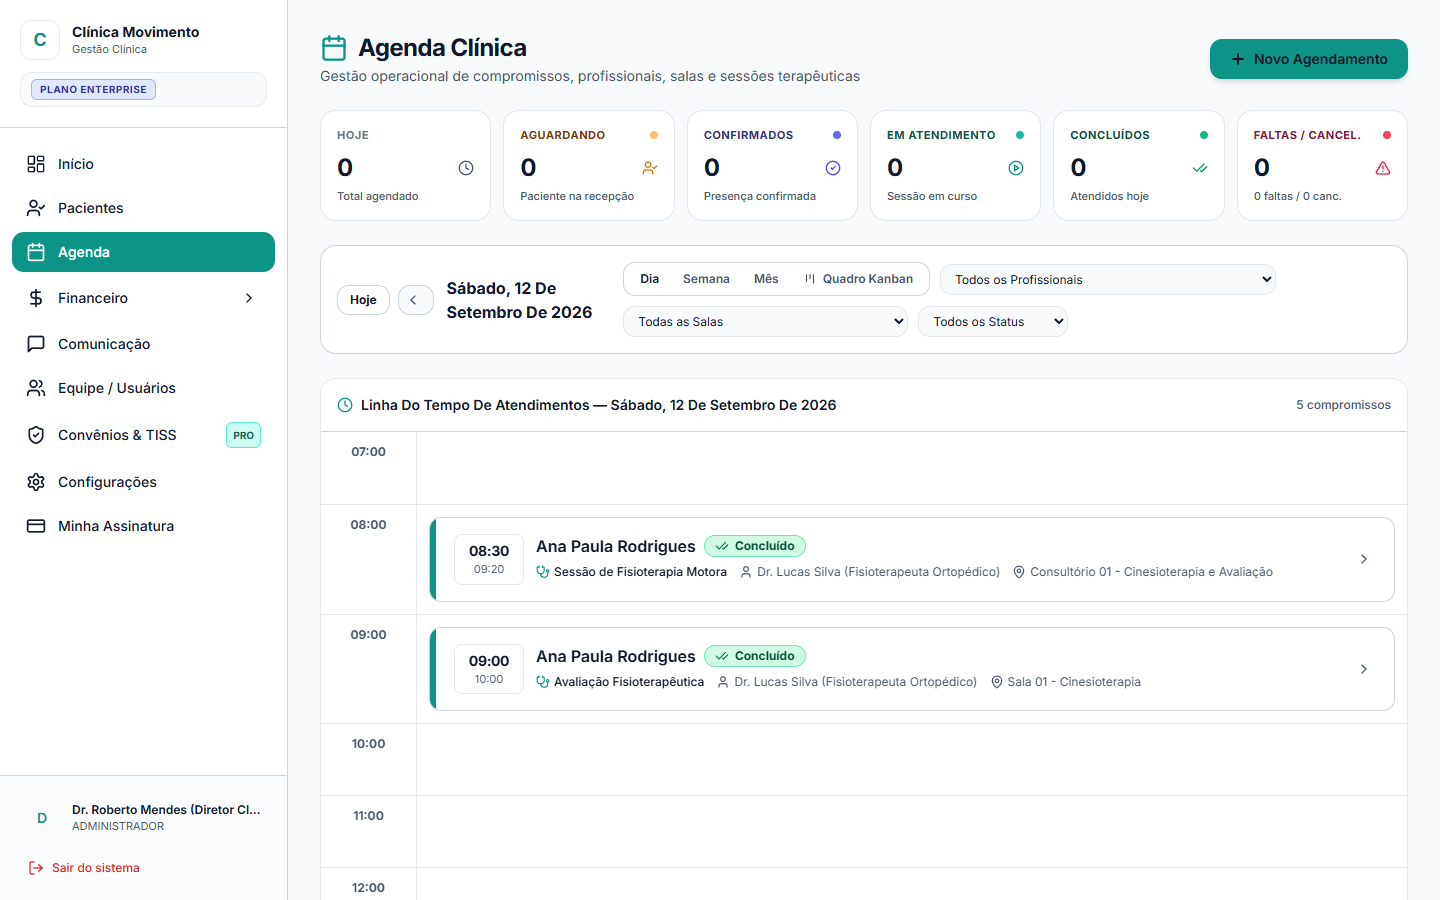 C
Clínica Movimento
Gestão Clínica
PLANO ENTERPRISE
Início
Pacientes
Agenda
Financeiro
Comunicação
Equipe / Usuários
Convênios & TISS
PRO
Configurações
Minha Assinatura
D
Dr. Roberto Mendes (Diretor Cl...
ADMINISTRADOR
Sair do sistema
Agenda Clínica
Gestão operacional de compromissos, profissionais, salas e sessões terapêuticas
Novo Agendamento
HOJE
0
Total agendado
AGUARDANDO
0
Paciente na recepção
CONFIRMADOS
0
Presença confirmada
EM ATENDIMENTO
0
Sessão em curso
CONCLUÍDOS
0
Atendidos hoje
FALTAS / CANCEL.
0
0 faltas / 0 canc.
Hoje
Sábado, 12 De
Setembro De 2026
Dia
Semana
Mês
Quadro Kanban
Todos os Profissionais
Todas as Salas
Todos os Status
Linha Do Tempo De Atendimentos — Sábado, 12 De Setembro De 2026
5 compromissos
07:00
08:00
08:30
09:20
Ana Paula Rodrigues
Concluído
Sessão de Fisioterapia Motora
Dr. Lucas Silva (Fisioterapeuta Ortopédico)
Consultório 01 - Cinesioterapia e Avaliação
09:00
09:00
10:00
Ana Paula Rodrigues
Concluído
Avaliação Fisioterapêutica
Dr. Lucas Silva (Fisioterapeuta Ortopédico)
Sala 01 - Cinesioterapia
10:00
11:00
12:00